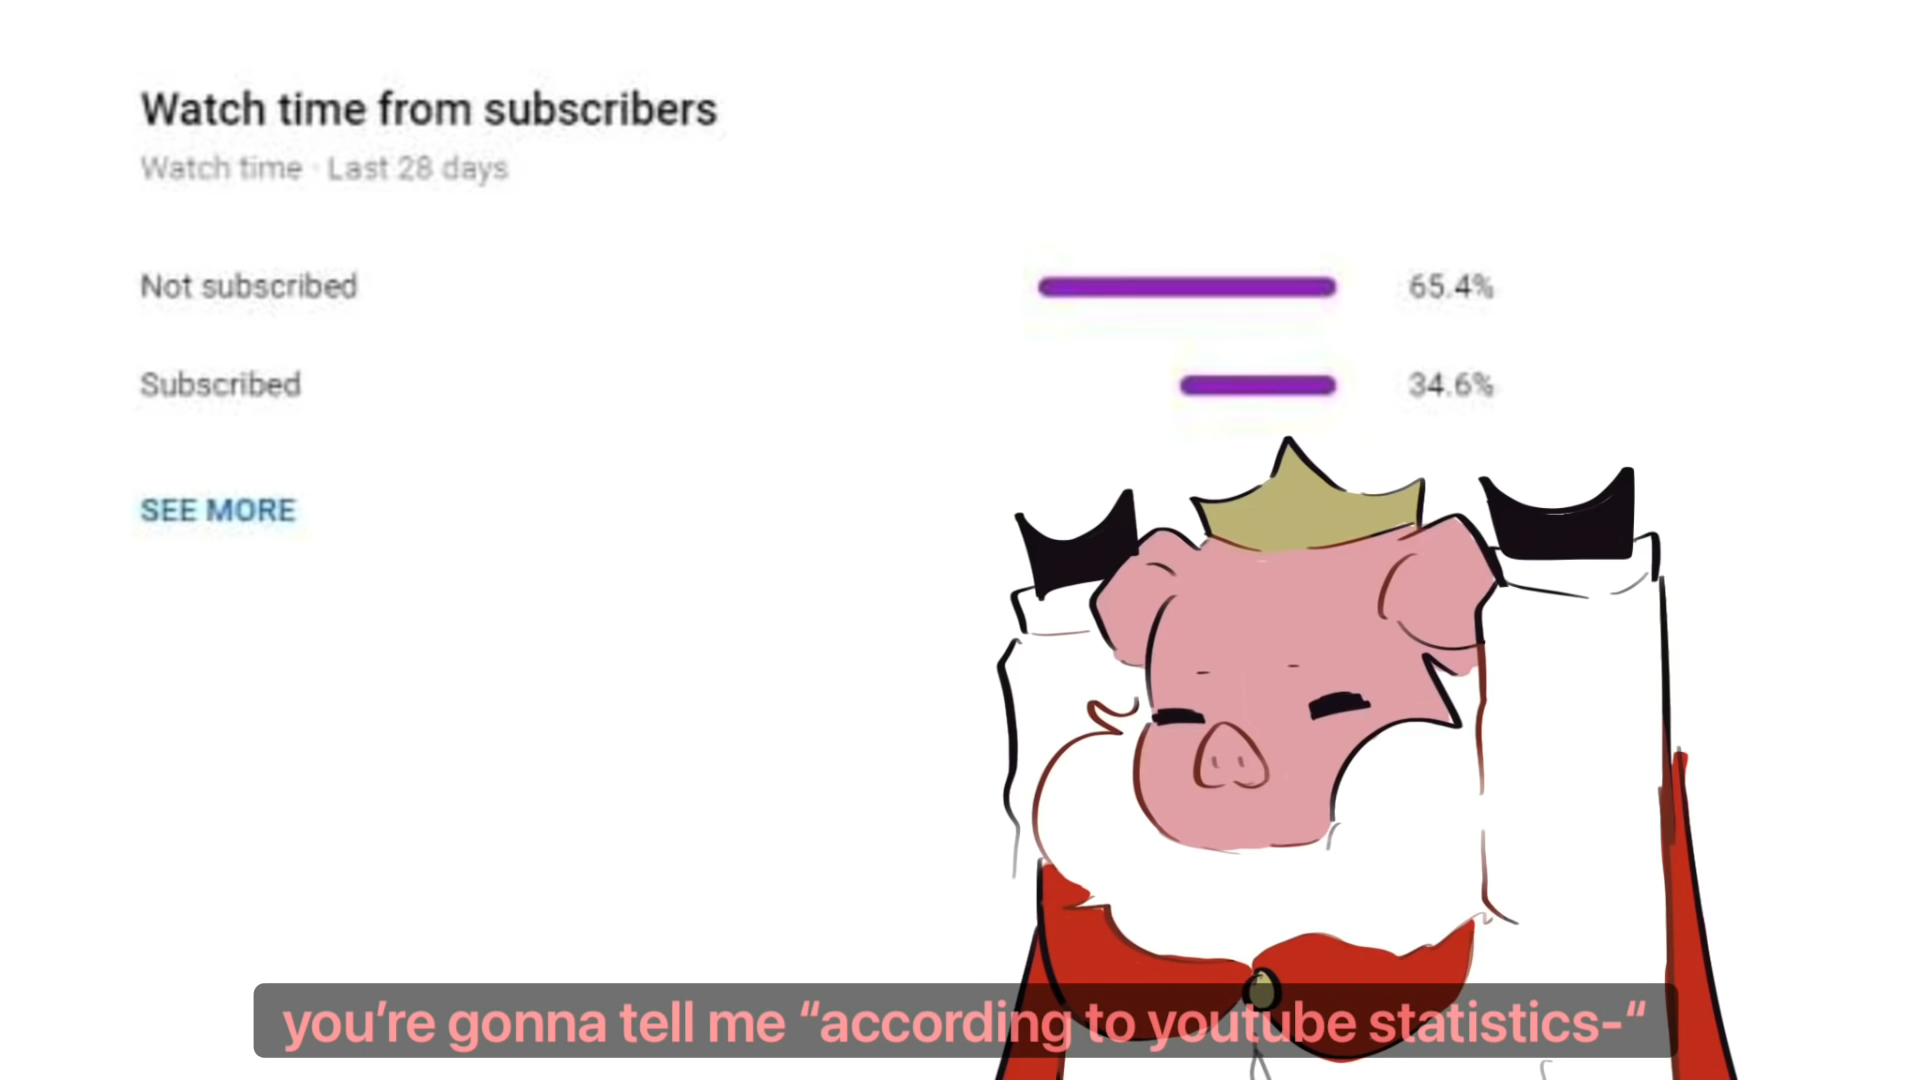 Watch time from subscribers
Watch time · Last 28 days
Not subscribed 65.4%
Subscribed 34.6%
SEE MORE
you’re gonna tell me “according to youtube statistics-“